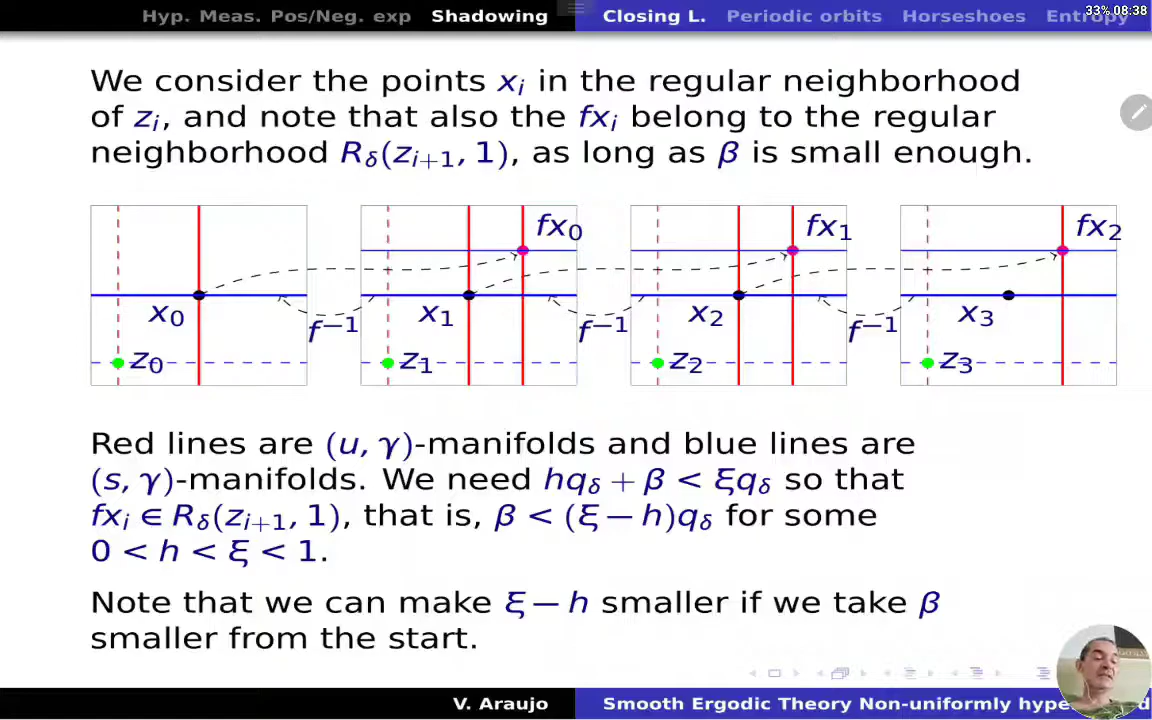 Hyp. Meas. Pos/Neg. exp Shadowing Closing L. Periodic orbits Horseshoes Entropy
33% 08:38
We consider the points xᵢ in the regular neighborhood
of zᵢ, and note that also the fxᵢ belong to the regular
neighborhood R_δ(zᵢ₊₁, 1), as long as β is small enough.
fx₀ fx₁ fx₂
x₀ x₁ x₂ x₃
f⁻¹ f⁻¹ f⁻¹
z₀ z₁ z₂ z₃
Red lines are (u, γ)-manifolds and blue lines are
(s, γ)-manifolds. We need hq_δ + β < ξq_δ so that
fxᵢ ∈ R_δ(zᵢ₊₁, 1), that is, β < (ξ − h)q_δ for some
0 < h < ξ < 1.
Note that we can make ξ − h smaller if we take β
smaller from the start.
V. Araujo Smooth Ergodic Theory Non-uniformly hype